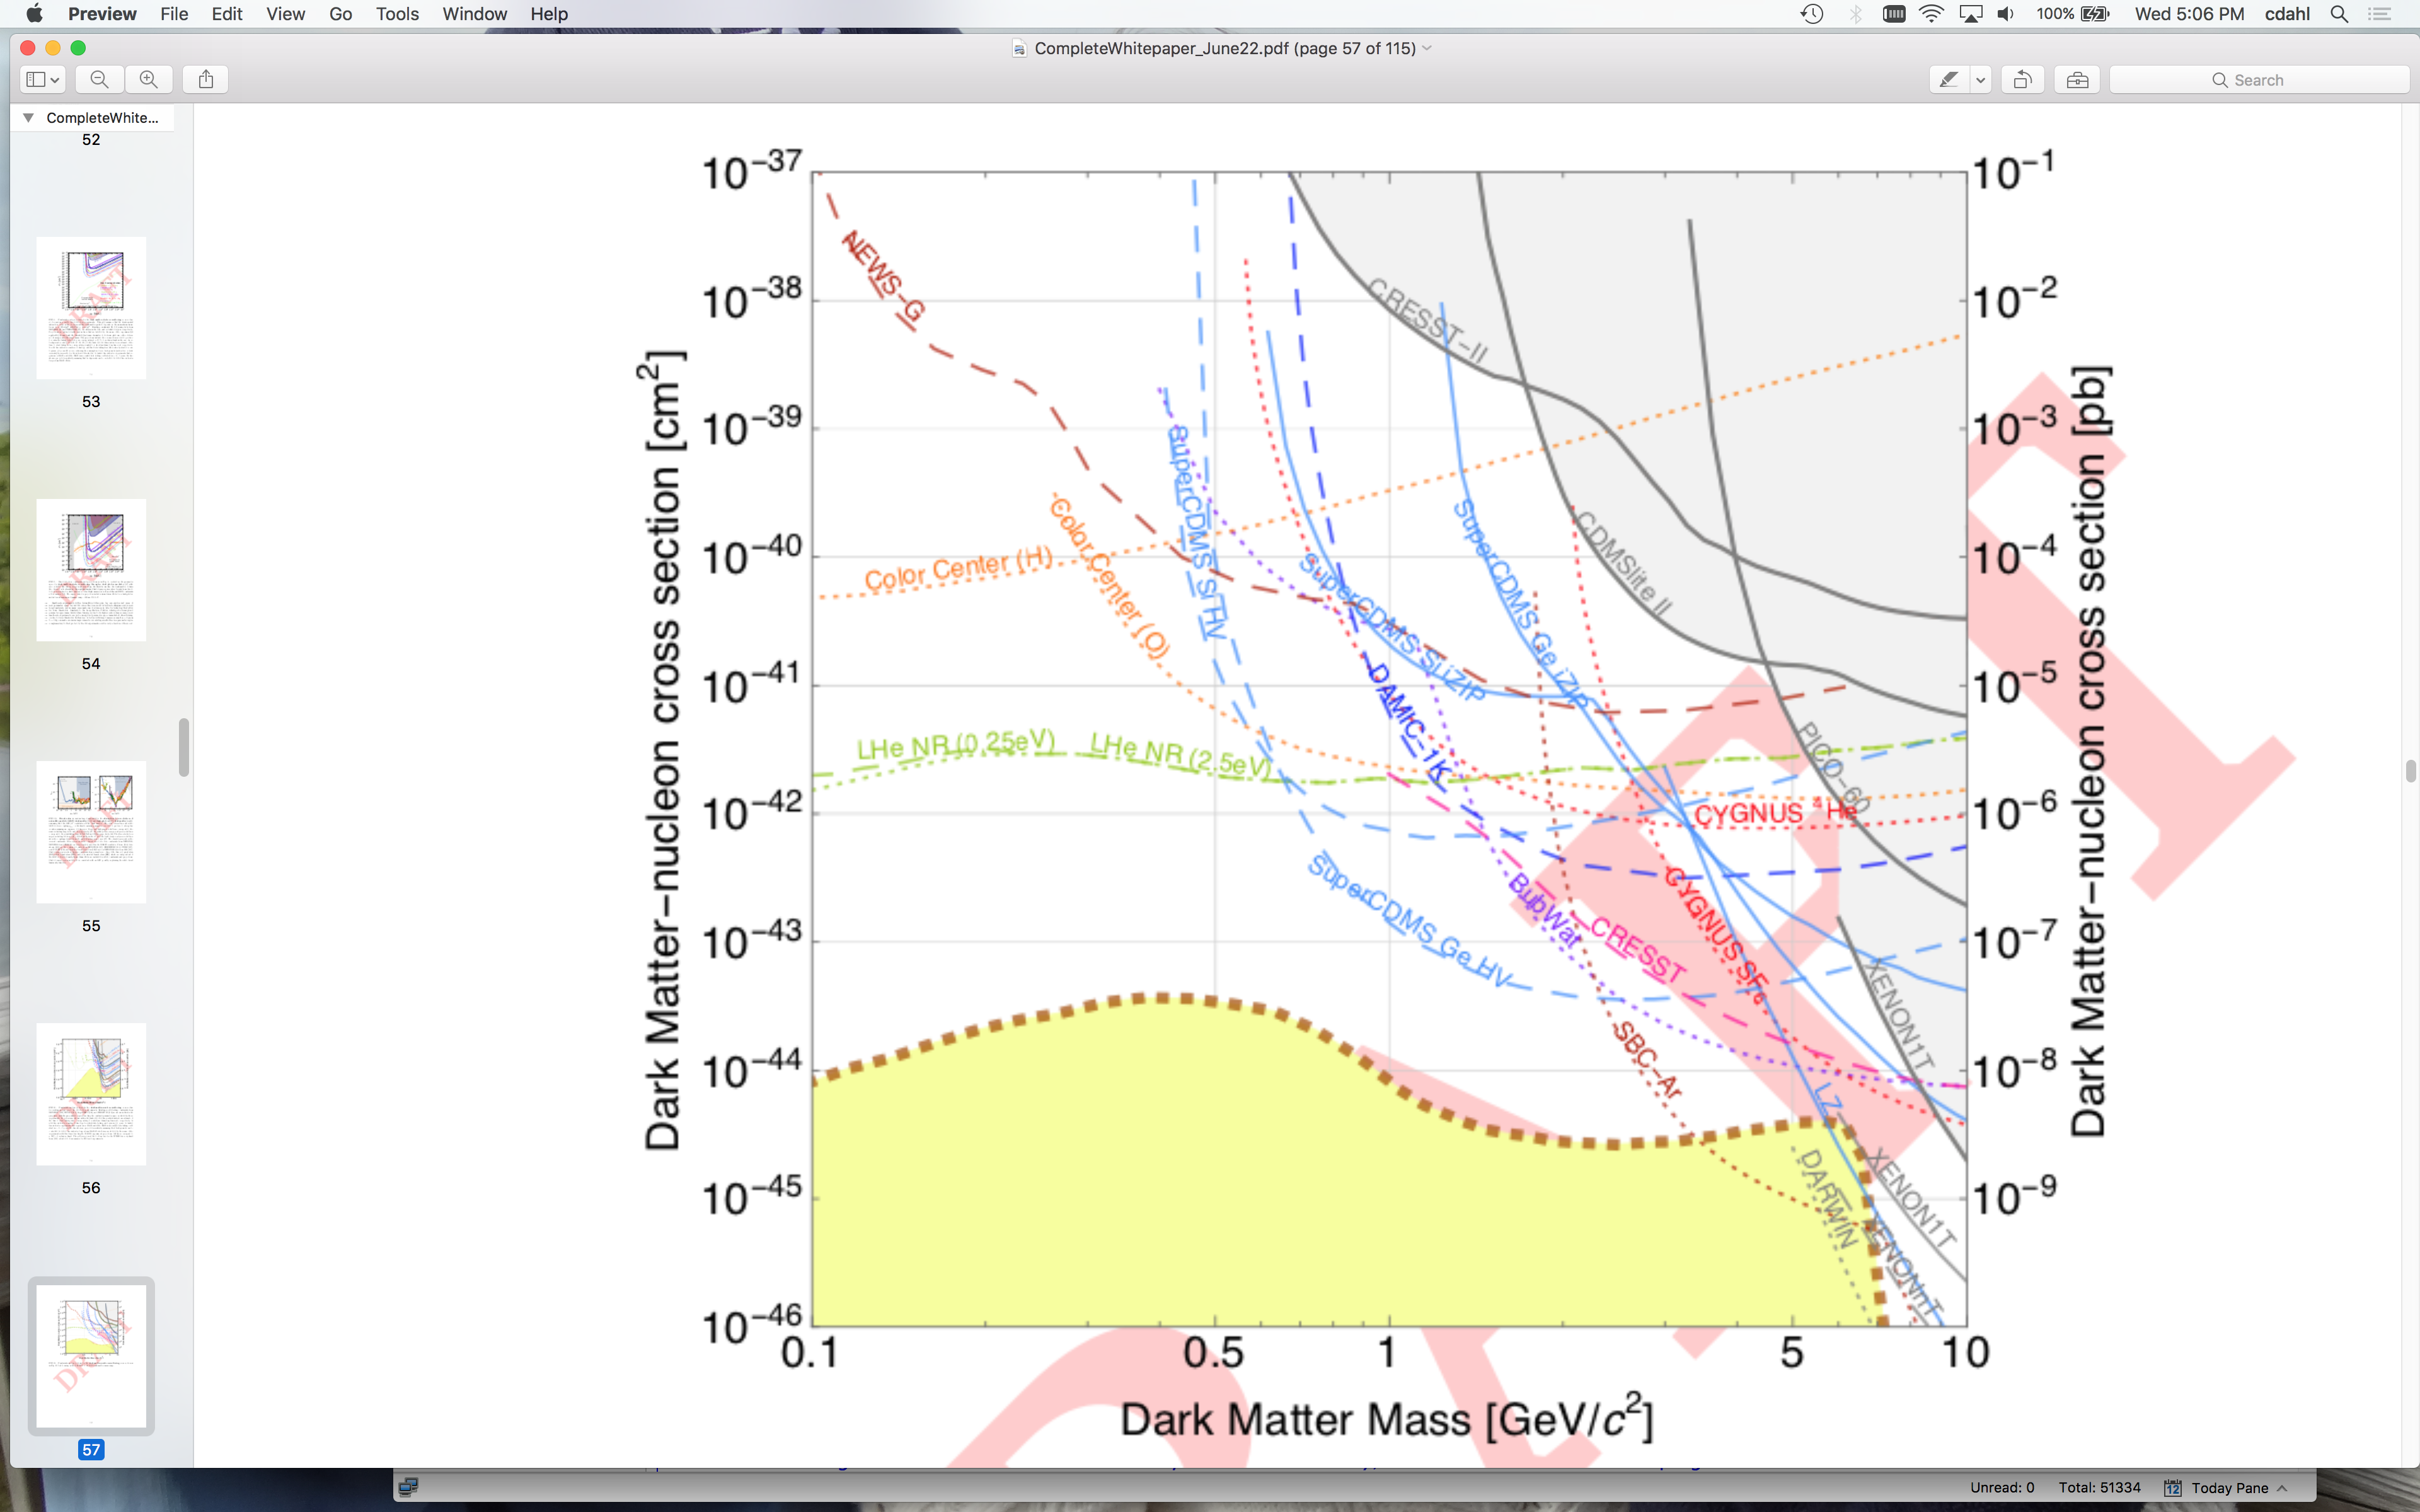 Preview File Edit View Go Tools Window Help 100% Wed 5:06 PM cdahl
CompleteWhitepaper_June22.pdf (page 57 of 115)
Search
CompleteWhite...
52
53
54
55
56
57
DRAFT
10^−37
10^−38
10^−39
10^−40
10^−41
10^−42
10^−43
10^−44
10^−45
10^−46
Dark Matter−nucleon cross section [cm^2]
NEWS−G
CRESST−II
SuperCDMS Si HV
Color Center (H)
Color Center (O)
SuperCDMS Si iZIP
SuperCDMS Ge iZIP
CDMSlite II
LHe NR (0.25eV)
LHe NR (2.5eV)
DAMIC−1K
PICO−60
CYGNUS ^4He
SuperCDMS Ge HV
BubWat
CRESST
CYGNUS SF6
XENON1T
SBC−Ar
LZ
XENON1T
DARWIN
XENONnT
10^−1
10^−2
10^−3
10^−4
10^−5
10^−6
10^−7
10^−8
10^−9
Dark Matter−nucleon cross section [pb]
0.1 0.5 1 5 10
Dark Matter Mass [GeV/c^2]
Unread: 0 Total: 51334 12 Today Pane